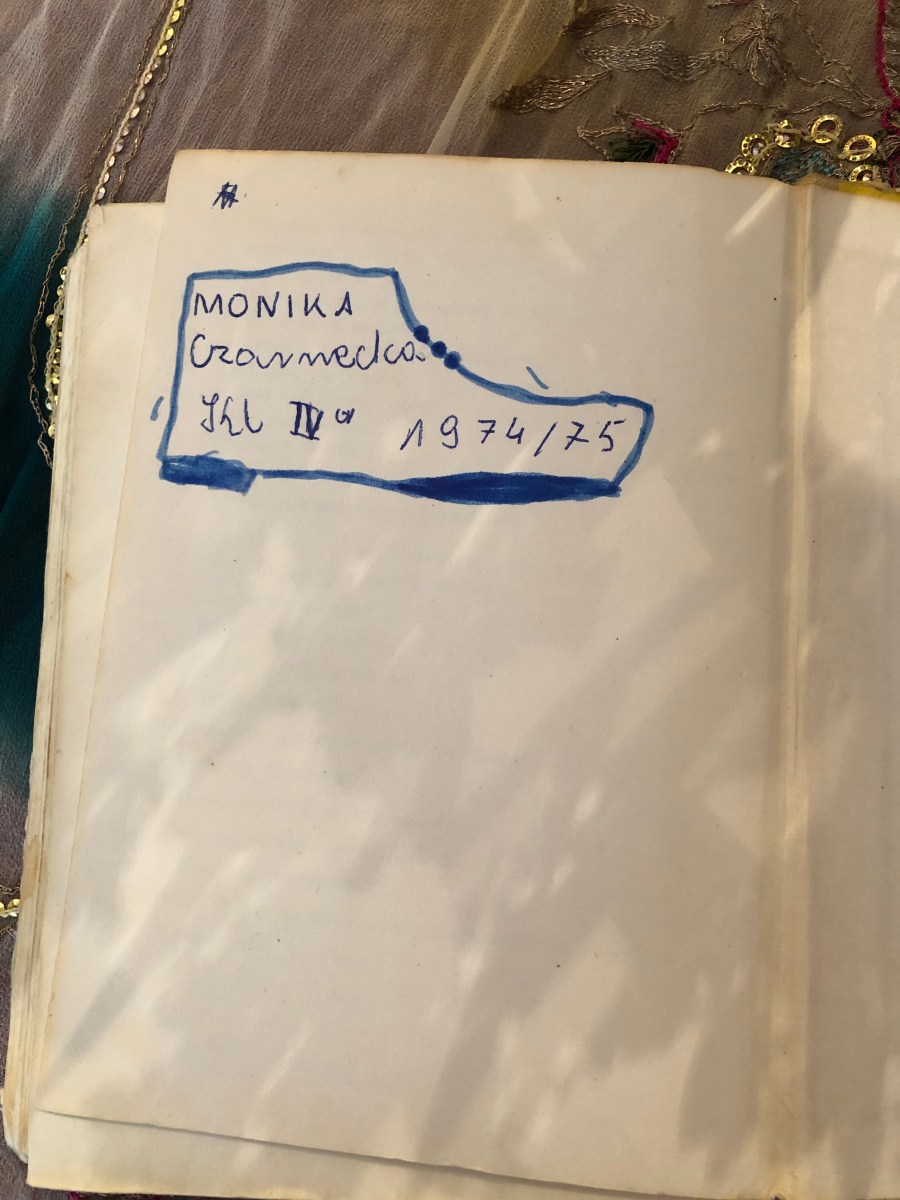 MONIKA
Czarnecka
Kl IVa 1974/75